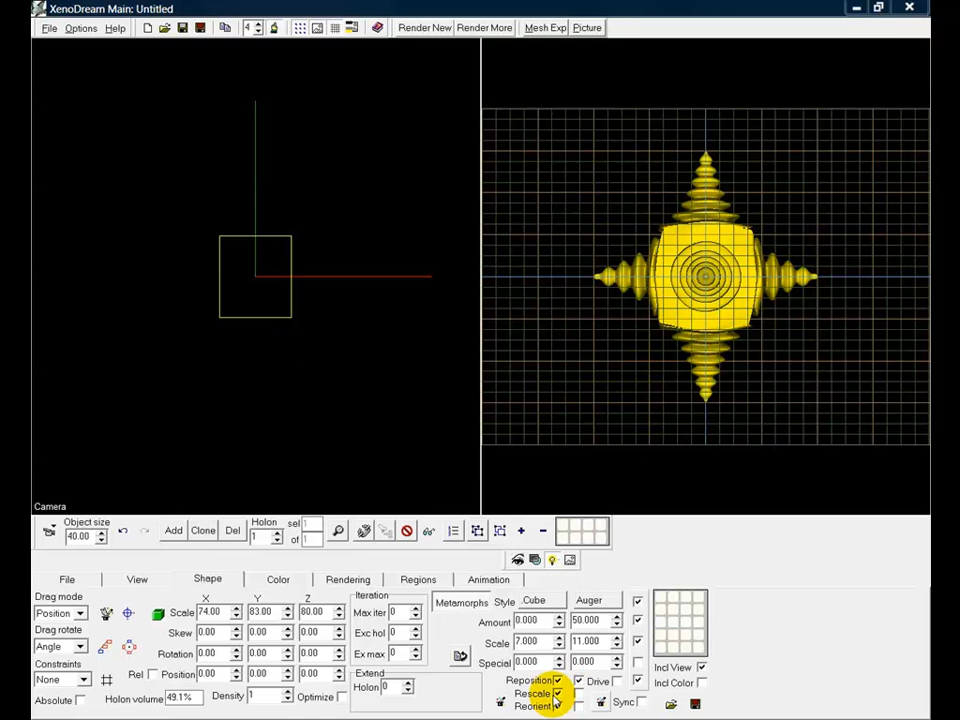 XenoDream Main: Untitled
File Options Help 4 Render New Render More Mesh Exp Picture
Camera
Object size 40.00 Add Clone Del Holon 1 sel 1 of 1
File View Shape Color Rendering Regions Animation
Drag mode
Position
Drag rotate
Angle
Constraints
None
Absolute
X Y Z
Scale 74.00 83.00 80.00
Skew 0.00 0.00 0.00
Rotation 0.00 0.00 0.00
Rel Position 0.00 0.00 0.00
Holon volume 49.1% Density 1 Optimize
Iteration
Max iter 0
Exc hol 0
Ex max 0
Extend
Holon 0
Metamorphs Style .Cube Auger
Amount 0.000 50.000
Scale 7.000 11.000
Special 0.000 0.000
Reposition Drive
Rescale
Reorient Sync
Incl View
Incl Color